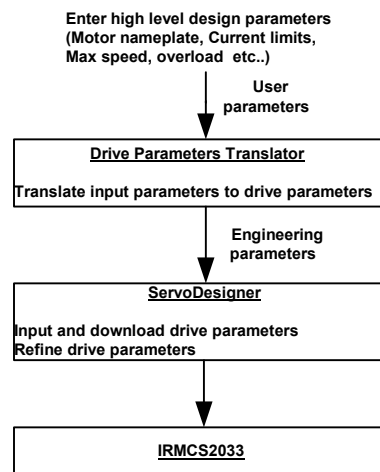 Enter high level design parameters
(Motor nameplate, Current limits,
Max speed, overload etc..)
User
parameters
Drive Parameters Translator
Translate input parameters to drive parameters
Engineering
parameters
ServoDesigner
Input and download drive parameters
Refine drive parameters
IRMCS2033